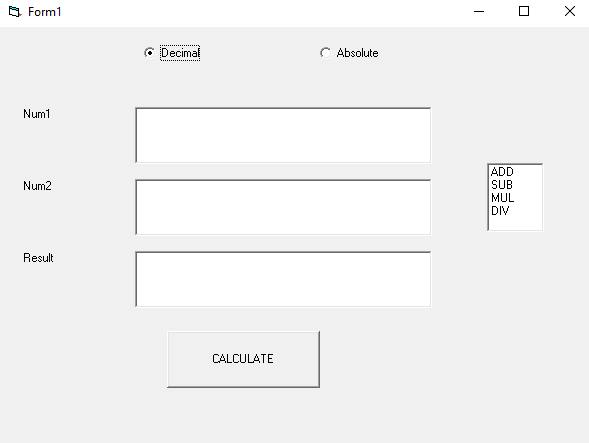 Form1
Decimal
Absolute
Num1
Num2
Result
ADD
SUB
MUL
DIV
CALCULATE